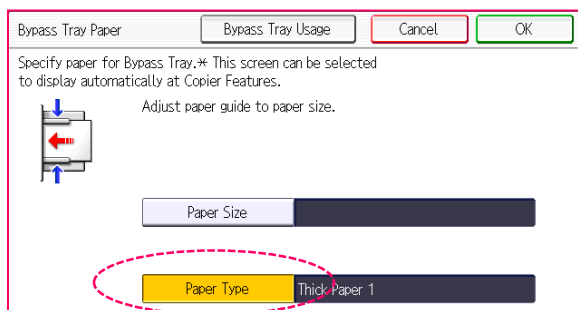 Bypass Tray Paper Bypass Tray Usage Cancel OK
Specify paper for Bypass Tray.* This screen can be selected
to display automatically at Copier Features.
Adjust paper guide to paper size.
Paper Size
Paper Type Thick Paper 1